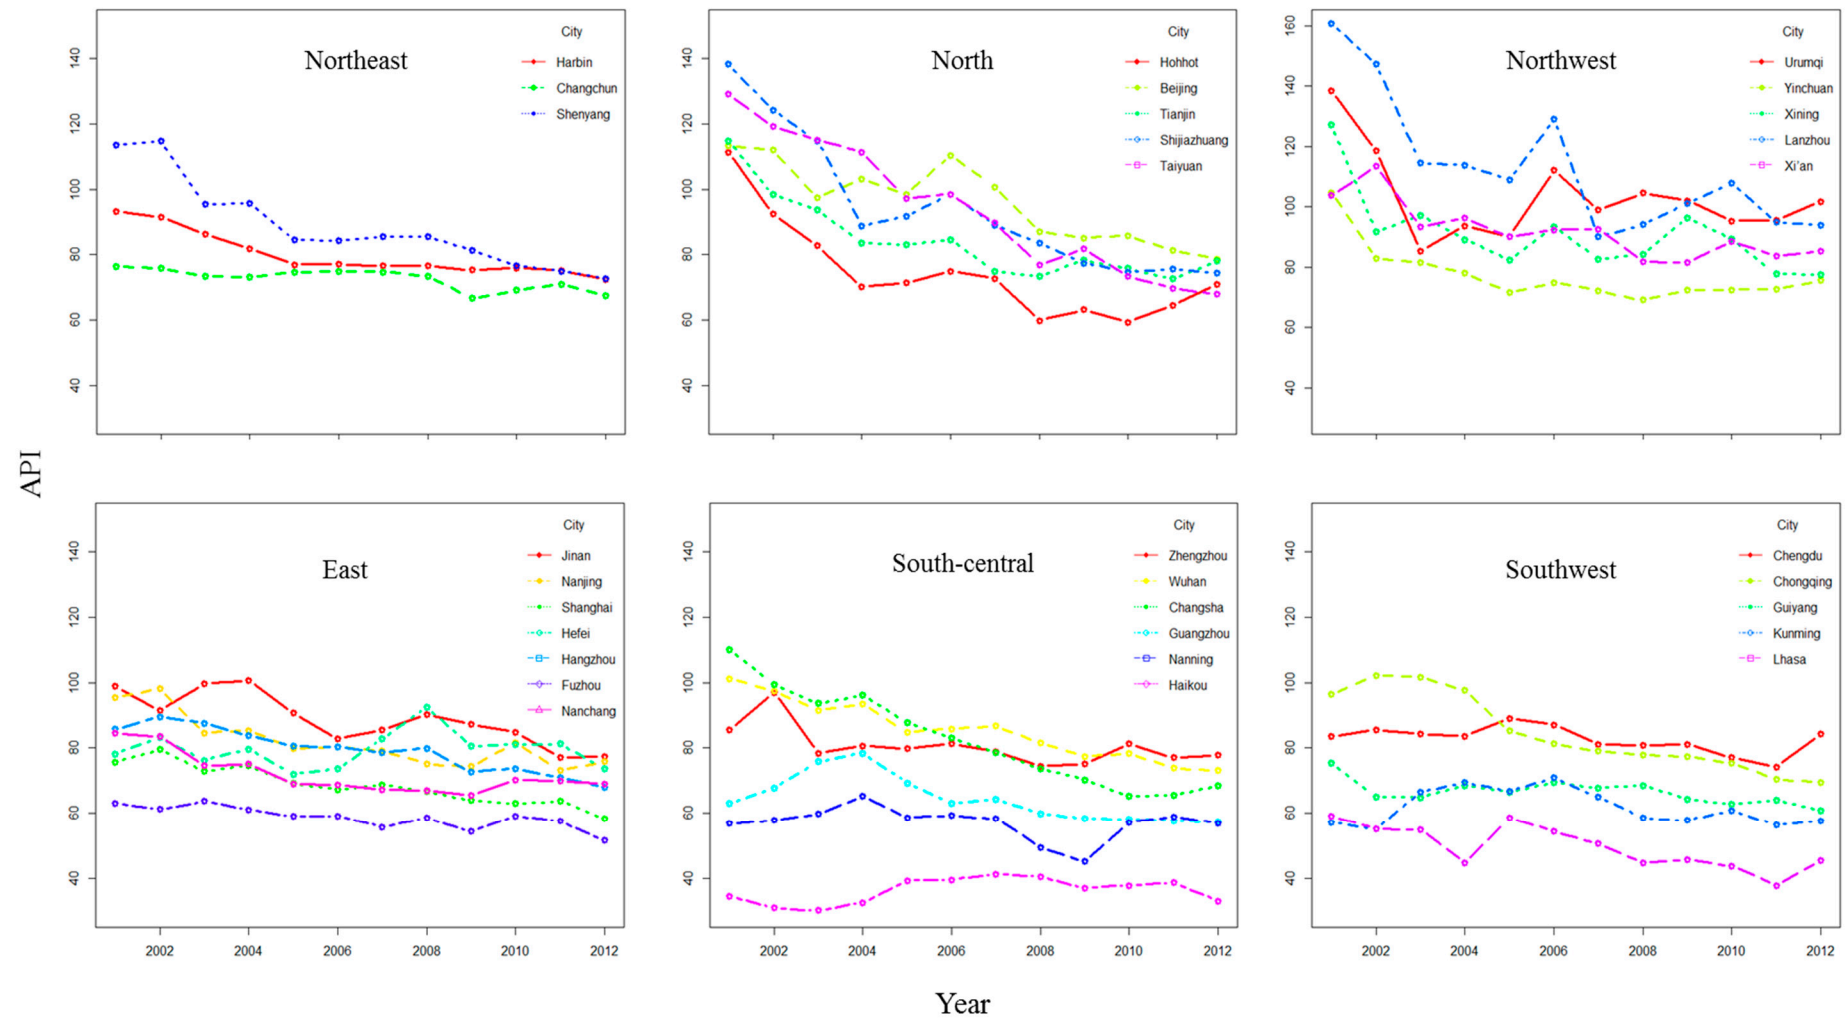 Northeast
City
Harbin
Changchun
Shenyang
40
60
80
100
120
140
North
City
Hohhot
Beijing
Tianjin
Shijiazhuang
Taiyuan
40
60
80
100
120
140
Northwest
City
Urumqi
Yinchuan
Xining
Lanzhou
Xi'an
40
60
80
100
120
140
160
API
East
City
Jinan
Nanjing
Shanghai
Hefei
Hangzhou
Fuzhou
Nanchang
40
60
80
100
120
140
2002 2004 2006 2008 2010 2012
South-central
City
Zhengzhou
Wuhan
Changsha
Guangzhou
Nanning
Haikou
40
60
80
100
120
140
2002 2004 2006 2008 2010 2012
Southwest
City
Chengdu
Chongqing
Guiyang
Kunming
Lhasa
40
60
80
100
120
140
2002 2004 2006 2008 2010 2012
Year